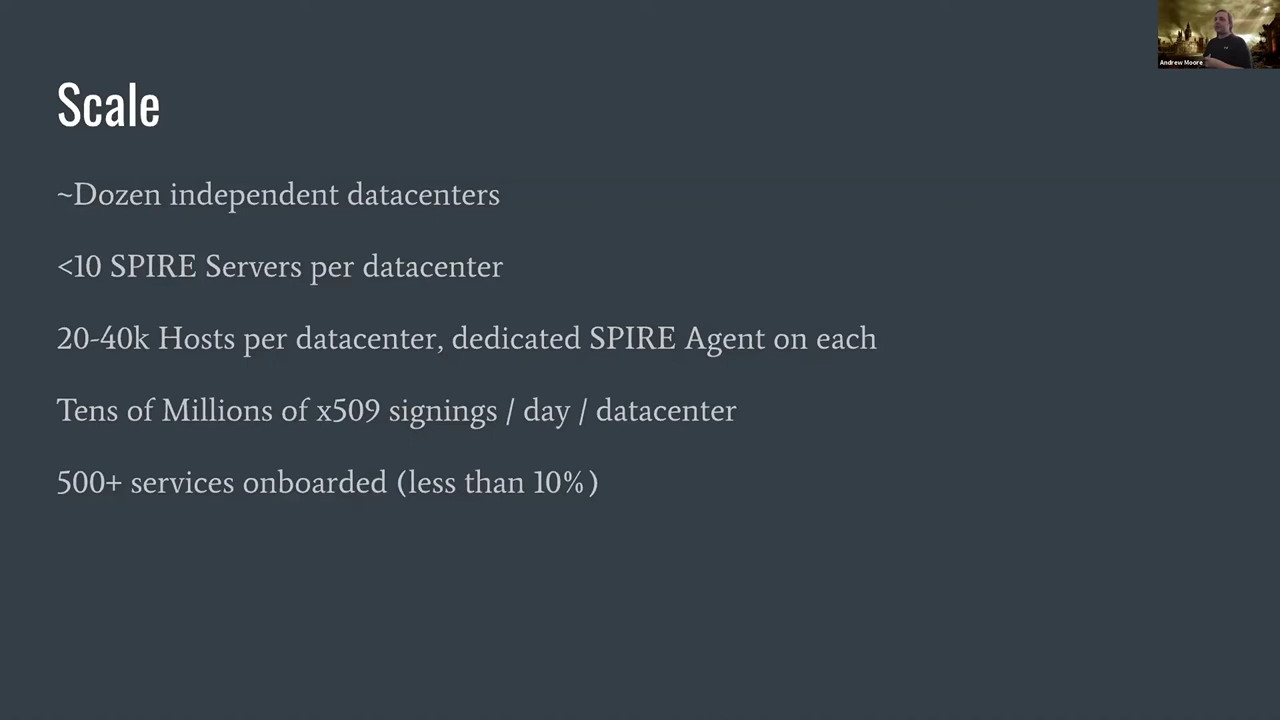 Andrew Moore
Scale
~Dozen independent datacenters
<10 SPIRE Servers per datacenter
20-40k Hosts per datacenter, dedicated SPIRE Agent on each
Tens of Millions of x509 signings / day / datacenter
500+ services onboarded (less than 10%)